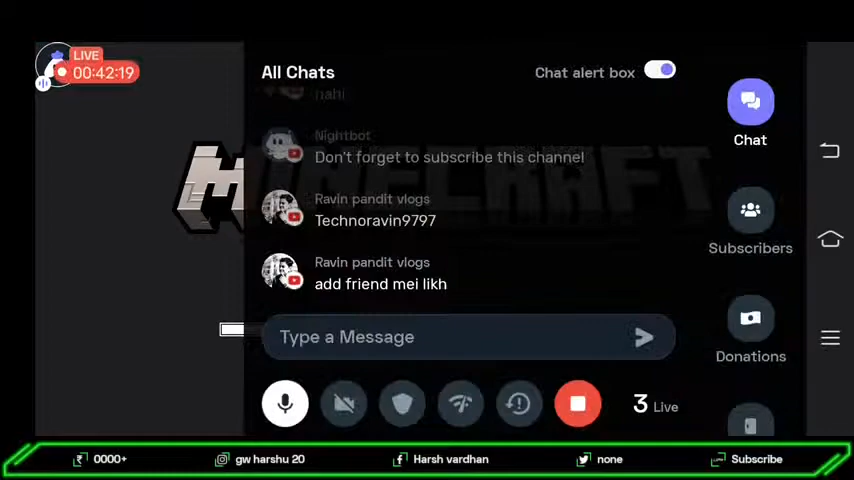 LIVE
00:42:19
All Chats
Chat alert box
nahi
Nightbot
Don't forget to subscribe this channel!
MINECRAFT
Ravin pandit vlogs
Technoravin9797
Ravin pandit vlogs
add friend mei likh
Type a Message
3 Live
Chat
Subscribers
Donations
0000+
gw harshu 20
Harsh vardhan
none
Subscribe